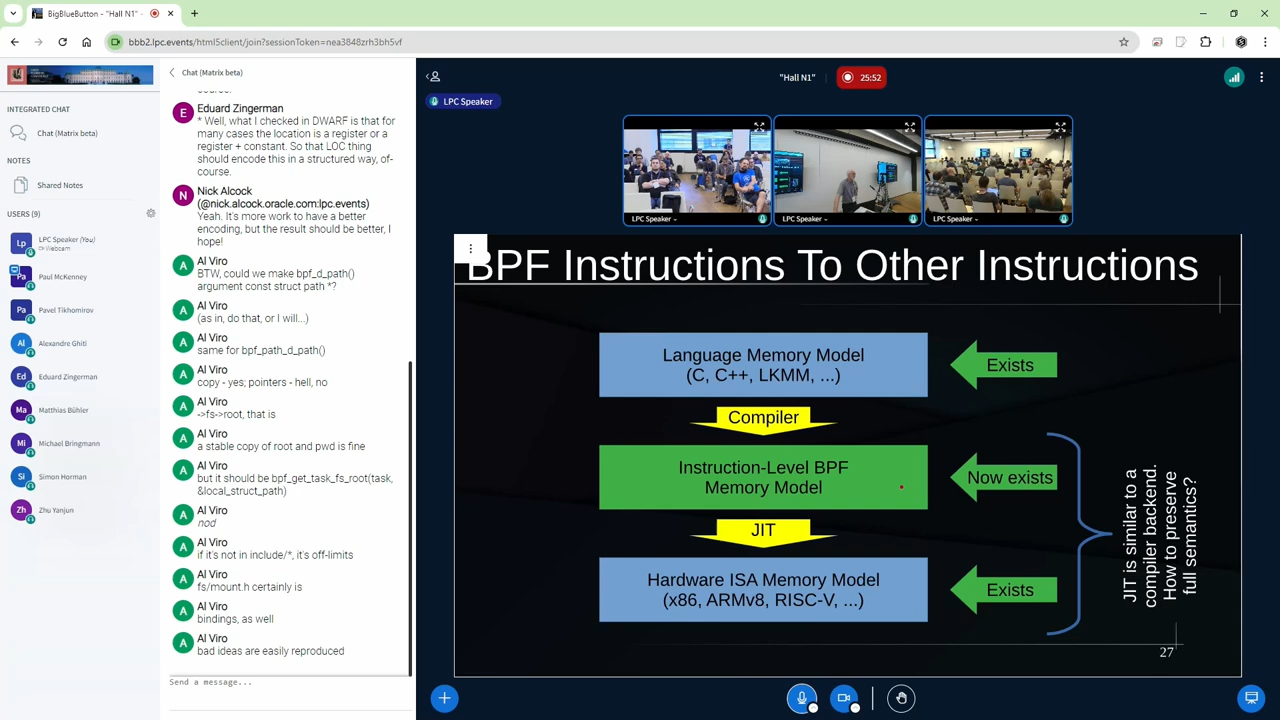 BigBlueButton - "Hall N1" -
bbb2.lpc.events/html5client/join?sessionToken=nea3848zrh3bh5vf
INTEGRATED CHAT
Chat (Matrix beta)
NOTES
Shared Notes
USERS (9)
Lp
LPC Speaker (You)
Webcam
Pa
Paul McKenney
Pa
Pavel Tikhomirov
Al
Alexandre Ghiti
Ed
Eduard Zingerman
Ma
Matthias Bühler
Mi
Michael Bringmann
Si
Simon Horman
Zh
Zhu Yanjun
Chat (Matrix beta)
course.
E
Eduard Zingerman
* Well, what I checked in DWARF is that for
many cases the location is a register or a
register + constant. So that LOC thing
should encode this in a structured way, of-
course.
N
Nick Alcock
(@nick.alcock.oracle.com:lpc.events)
Yeah. It's more work to have a better
encoding, but the result should be better, I
hope!
A
Al Viro
BTW, could we make bpf_d_path()
argument const struct path *?
A
Al Viro
(as in, do that, or I will...)
A
Al Viro
same for bpf_path_d_path()
A
Al Viro
copy - yes; pointers - hell, no
A
Al Viro
->fs->root, that is
A
Al Viro
a stable copy of root and pwd is fine
A
Al Viro
but it should be bpf_get_task_fs_root(task,
&local_struct_path)
A
Al Viro
nod
A
Al Viro
if it's not in include/*, it's off-limits
A
Al Viro
fs/mount.h certainly is
A
Al Viro
bindings, as well
A
Al Viro
bad ideas are easily reproduced
Send a message...
"Hall N1"
25:52
LPC Speaker
LPC Speaker
LPC Speaker
LPC Speaker
BPF Instructions To Other Instructions
Language Memory Model
(C, C++, LKMM, ...)
Exists
Compiler
Instruction-Level BPF
Memory Model
Now exists
JIT
Hardware ISA Memory Model
(x86, ARMv8, RISC-V, ...)
Exists
JIT is similar to a
compiler backend.
How to preserve
full semantics?
27